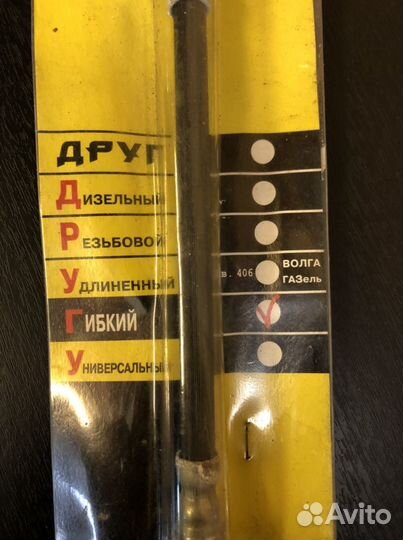 ДРУГ
ДИЗЕЛЬНЫЙ
РЕЗЬБОВОЙ
УДЛИНЕННЫЙ в. 406 ВОЛГА
ГАЗель
ГИБКИЙ
УНИВЕРСАЛЬНЫЙ
Avito